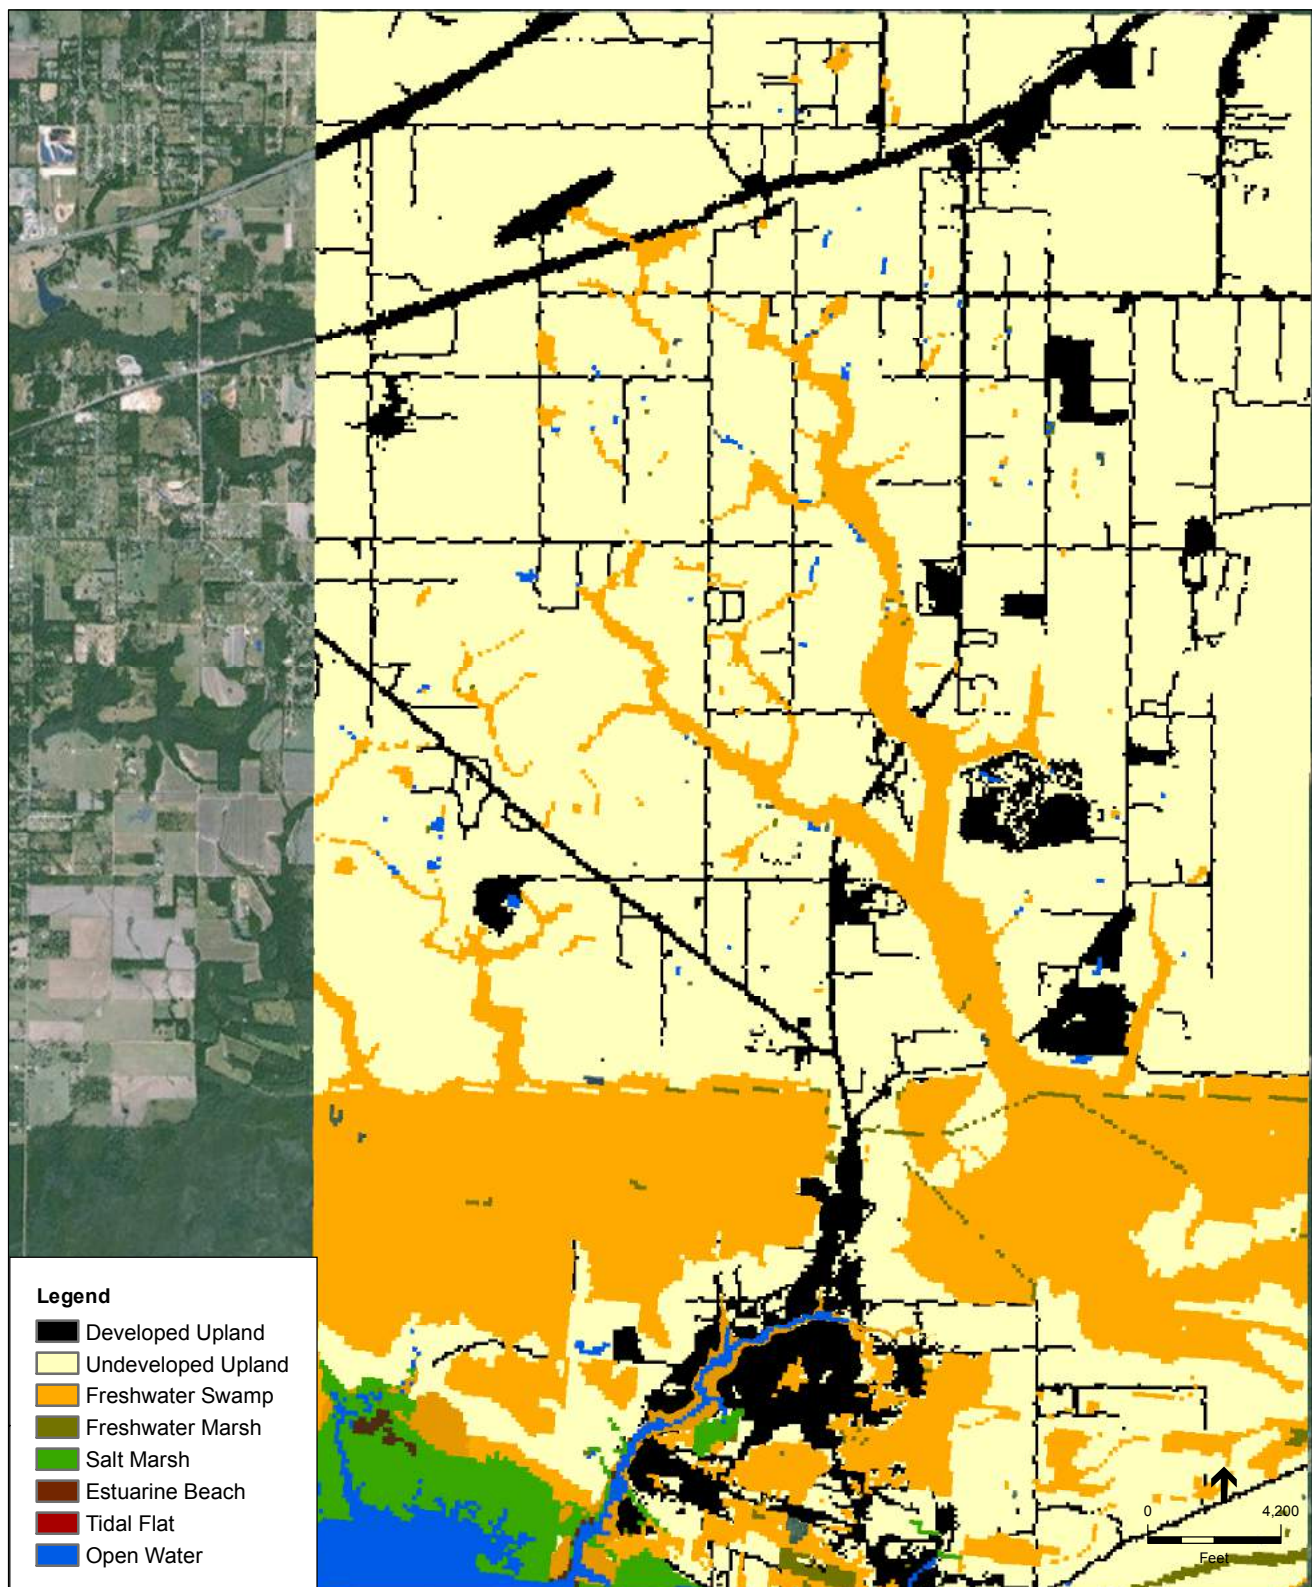 Legend
Developed Upland
Undeveloped Upland
Freshwater Swamp
Freshwater Marsh
Salt Marsh
Estuarine Beach
Tidal Flat
Open Water
0 4,200
Feet